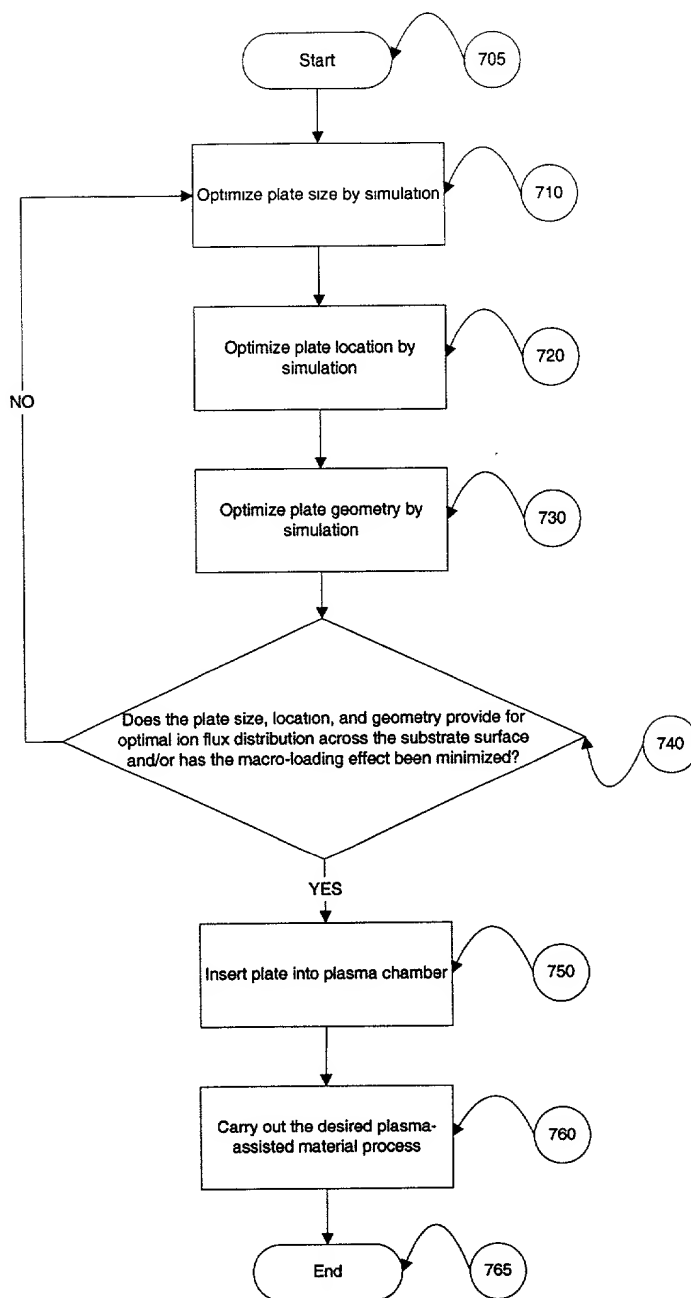 Start
705
Optimize plate size by simulation
710
Optimize plate location by
simulation
720
Optimize plate geometry by
simulation
730
NO
Does the plate size, location, and geometry provide for
optimal ion flux distribution across the substrate surface
and/or has the macro-loading effect been minimized?
740
YES
Insert plate into plasma chamber
750
Carry out the desired plasma-
assisted material process
760
End
765